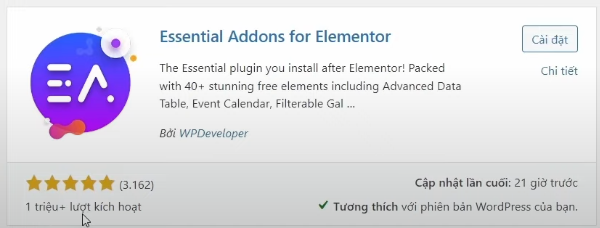 Essential Addons for Elementor
Cài đặt
The Essential plugin you install after Elementor! Packed
Chi tiết
with 40+ stunning free elements including Advanced Data
Table, Event Calendar, Filterable Gal ...
Bởi WPDeveloper
EA.
(3.162)
Cập nhật lần cuối: 21 giờ trước
1 triệu+ lượt kích hoạt
✔ Tương thích với phiên bản WordPress của bạn.